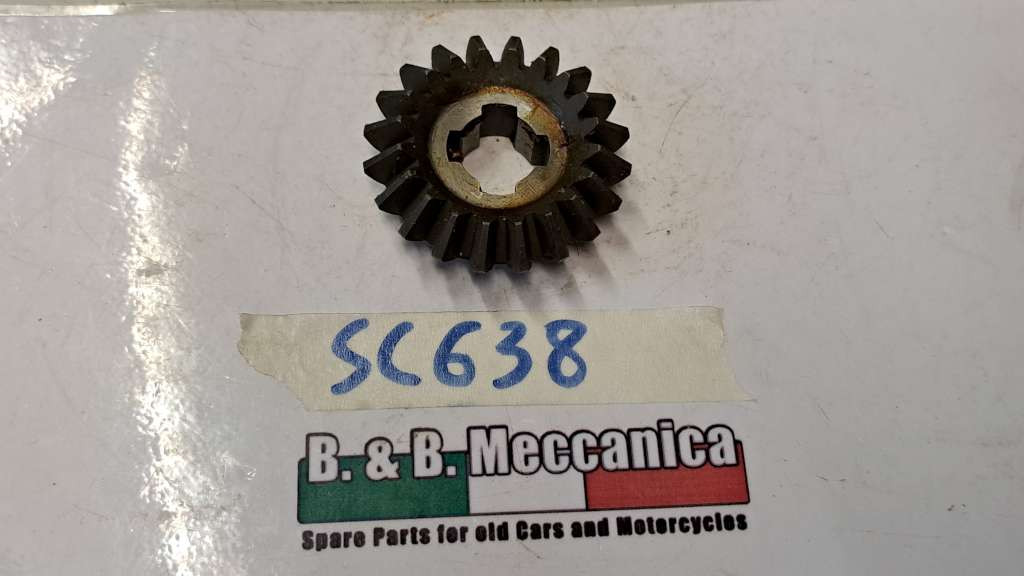 SC638
B. & B. Meccanica
Spare Parts for old Cars and Motorcycles